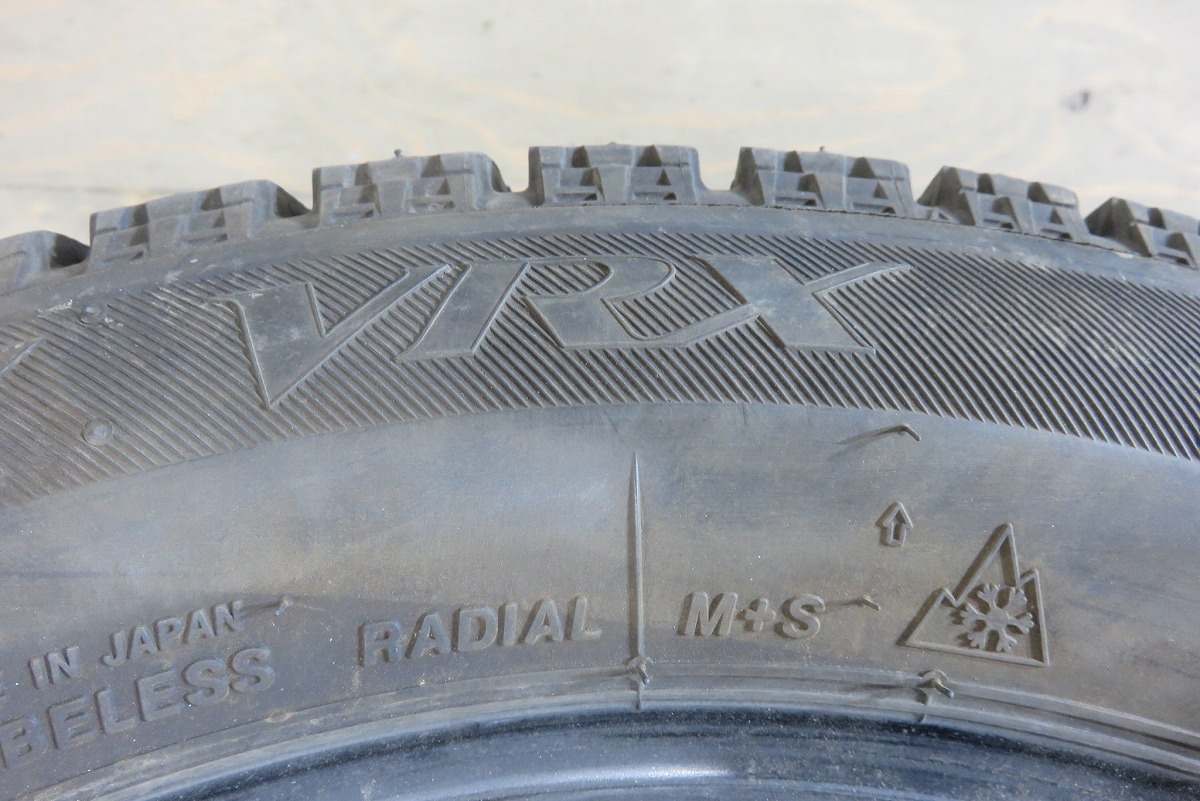 VRX
E IN JAPAN
BELESS
RADIAL
M+S